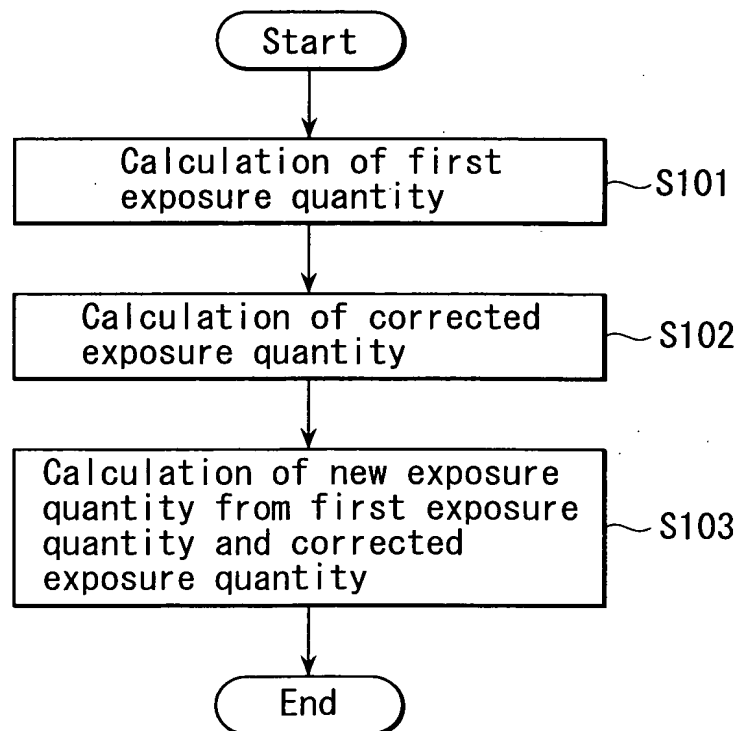 Start
Calculation of first
exposure quantity
S101
Calculation of corrected
exposure quantity
S102
Calculation of new exposure
quantity from first exposure
quantity and corrected
exposure quantity
S103
End